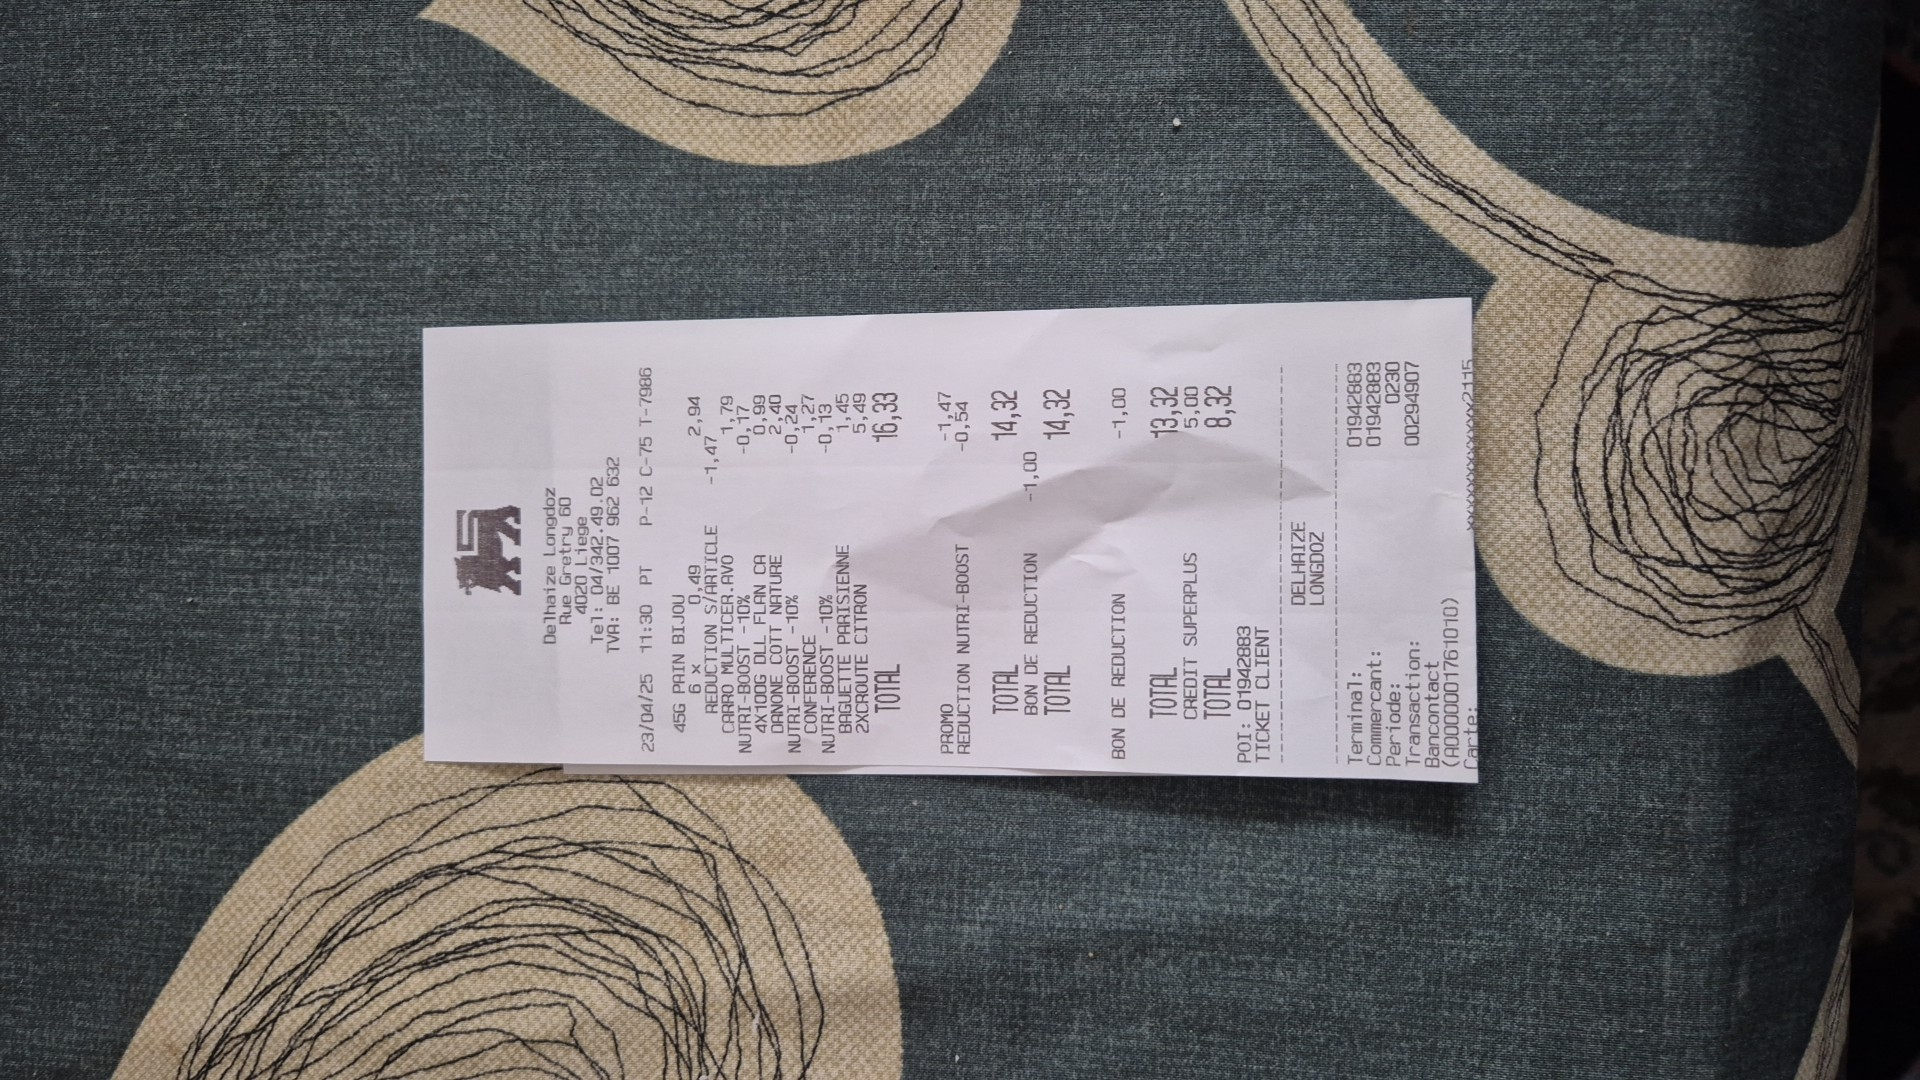 Delhaize Longdoz
Rue Gretry 60
4020 Liege
Tel: 04/342.49.02
TVA: BE 1007 962 632
23/04/25 11:30 PT P-12 C-75 T-7986
45G PAIN BIJOU
6 x 0,49 2,94
REDUCTION S/ARTICLE -1,47
CARRO MULTICER.AVO 1,79
NUTRI-BOOST -10% -0,17
4X100G DLL FLAN CA 0,99
DANONE COTT NATURE 2,40
NUTRI-BOOST -10% -0,24
CONFERENCE 1,27
NUTRI-BOOST -10% -0,13
BAGUETTE PARISIENNE 1,45
2XCROUTE CITRON 5,49
TOTAL 16,33
PROMO -1,47
REDUCTION NUTRI-BOOST -0,54
TOTAL 14,32
BON DE REDUCTION -1,00
TOTAL 14,32
BON DE REDUCTION -1,00
TOTAL 13,32
CREDIT SUPERPLUS 5,00
TOTAL 8,32
POI: 01942883
TICKET CLIENT
DELHAIZE
LONGDOZ
Terminal: 01942883
Commercant: 01942883
Periode: 0230
Transaction: 00294907
Bancontact
(A0000001761010)
Carte: xxxxxxxxxxxxx2115